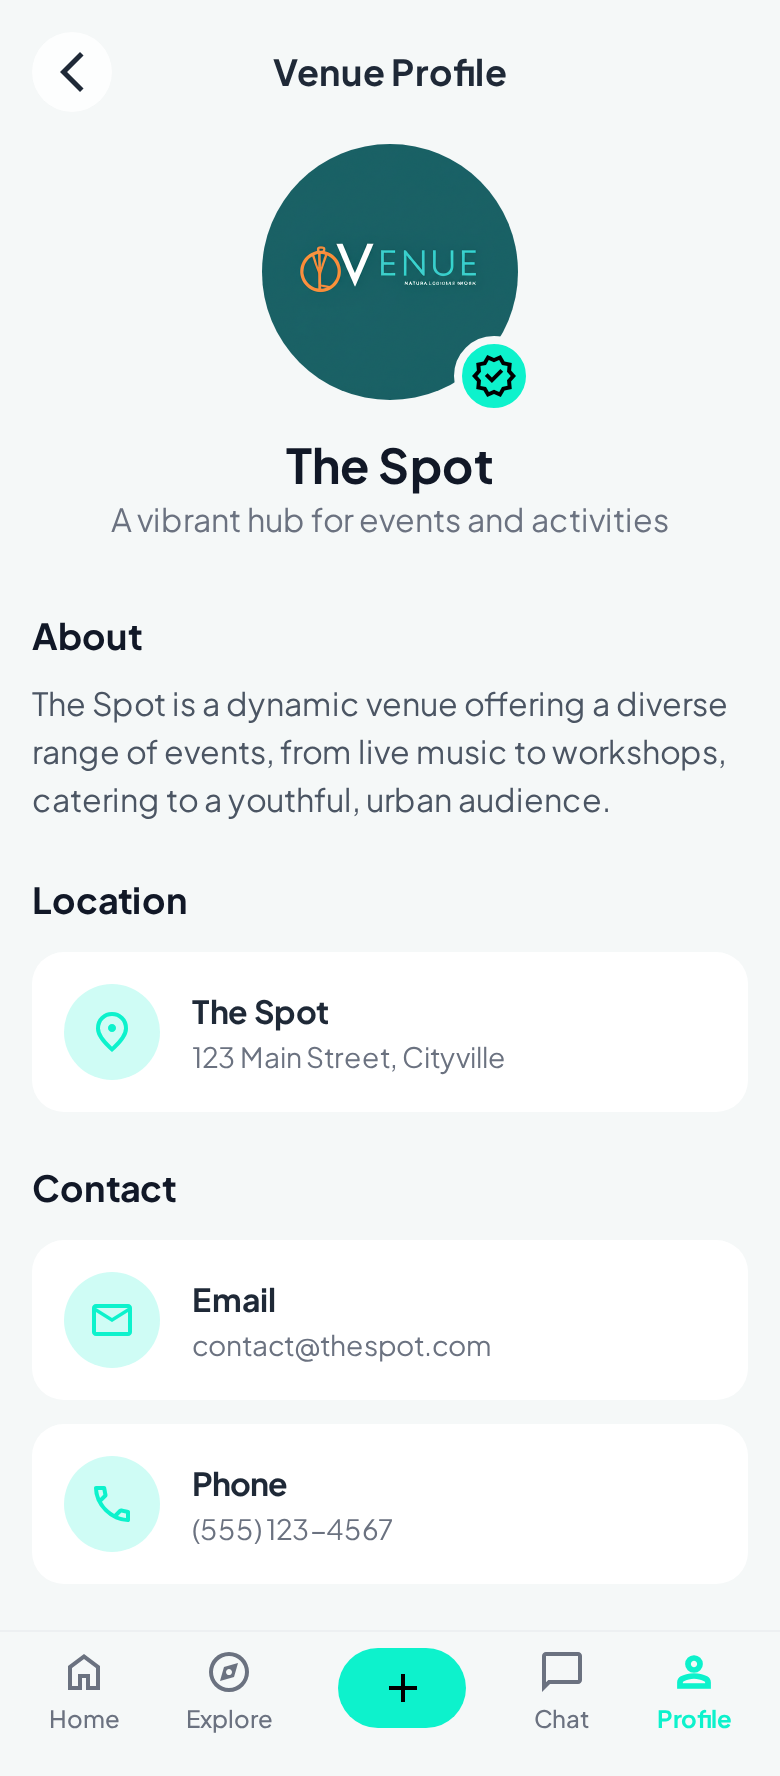 Venue Profile
VENUE
The Spot
A vibrant hub for events and activities
About
The Spot is a dynamic venue offering a diverse
range of events, from live music to workshops,
catering to a youthful, urban audience.
Location
The Spot
123 Main Street, Cityville
Contact
Email
contact@thespot.com
Phone
(555) 123-4567
Home
Explore
Chat
Profile